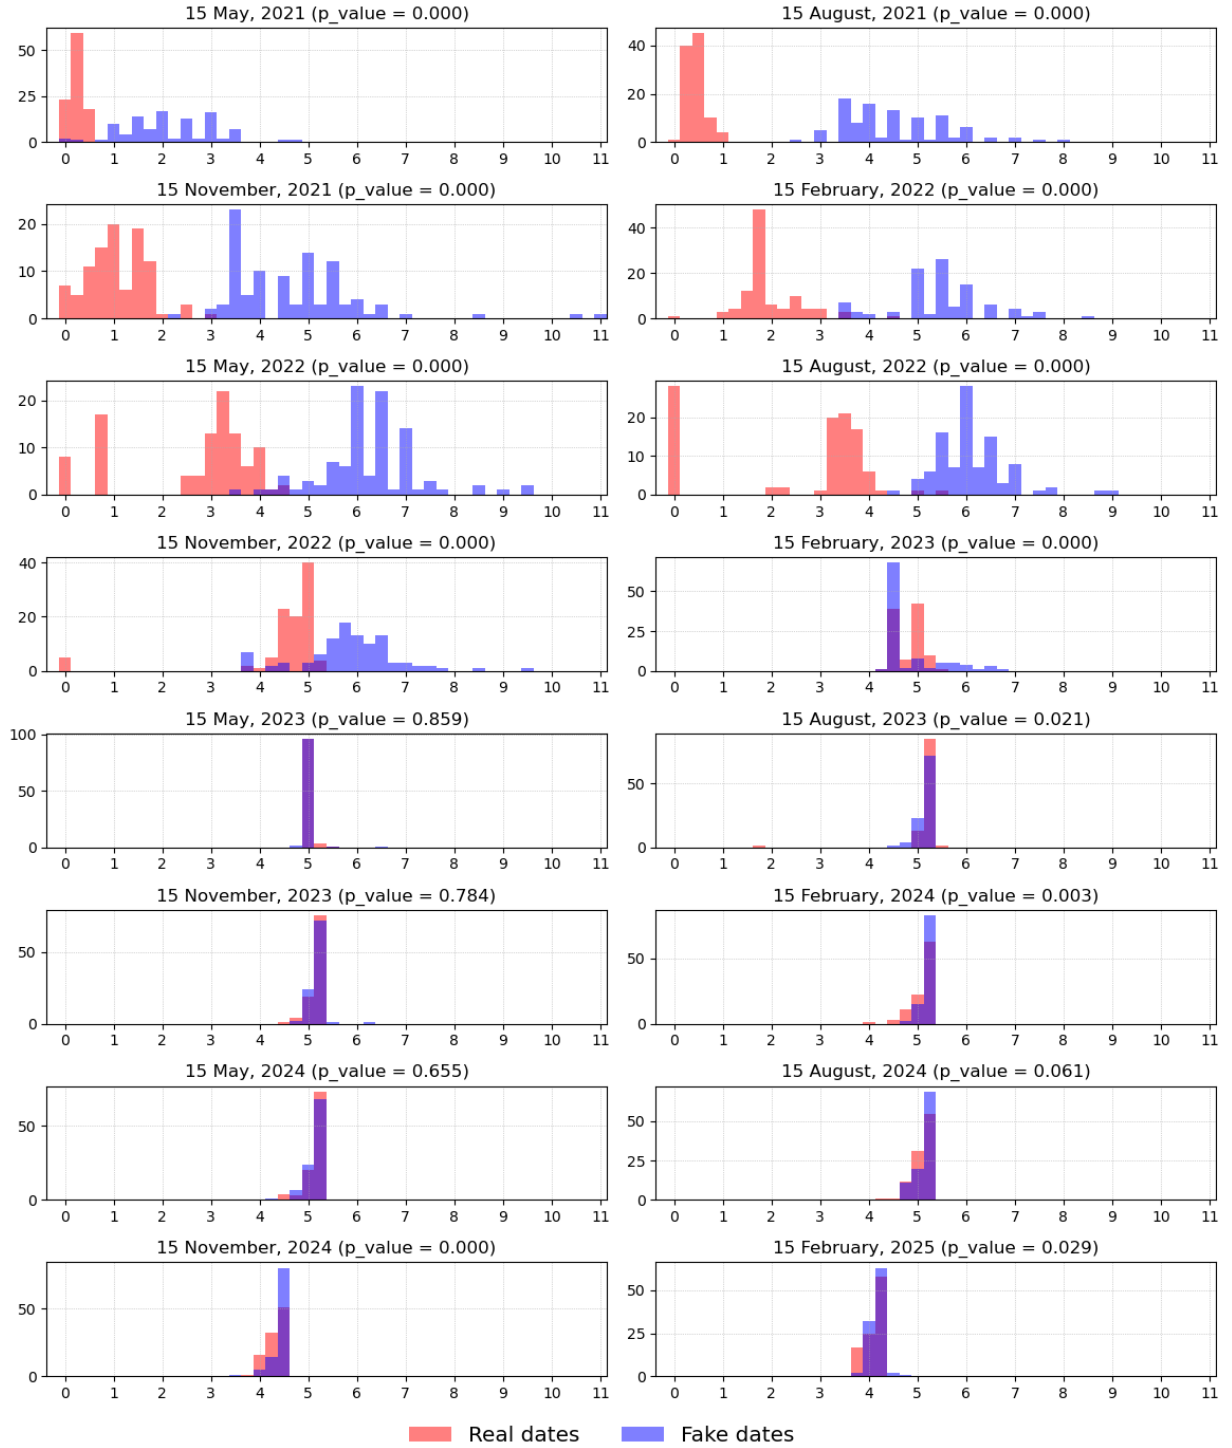 15 May, 2021 (p_value = 0.000)
50
25
0
0 1 2 3 4 5 6 7 8 9 10 11
15 August, 2021 (p_value = 0.000)
40
20
0
0 1 2 3 4 5 6 7 8 9 10 11
15 November, 2021 (p_value = 0.000)
20
10
0
0 1 2 3 4 5 6 7 8 9 10 11
15 February, 2022 (p_value = 0.000)
40
20
0
0 1 2 3 4 5 6 7 8 9 10 11
15 May, 2022 (p_value = 0.000)
20
10
0
0 1 2 3 4 5 6 7 8 9 10 11
15 August, 2022 (p_value = 0.000)
20
10
0
0 1 2 3 4 5 6 7 8 9 10 11
15 November, 2022 (p_value = 0.000)
40
20
0
0 1 2 3 4 5 6 7 8 9 10 11
15 February, 2023 (p_value = 0.000)
50
25
0
0 1 2 3 4 5 6 7 8 9 10 11
15 May, 2023 (p_value = 0.859)
100
50
0
0 1 2 3 4 5 6 7 8 9 10 11
15 August, 2023 (p_value = 0.021)
50
0
0 1 2 3 4 5 6 7 8 9 10 11
15 November, 2023 (p_value = 0.784)
50
0
0 1 2 3 4 5 6 7 8 9 10 11
15 February, 2024 (p_value = 0.003)
50
0
0 1 2 3 4 5 6 7 8 9 10 11
15 May, 2024 (p_value = 0.655)
50
0
0 1 2 3 4 5 6 7 8 9 10 11
15 August, 2024 (p_value = 0.061)
50
25
0
0 1 2 3 4 5 6 7 8 9 10 11
15 November, 2024 (p_value = 0.000)
50
0
0 1 2 3 4 5 6 7 8 9 10 11
15 February, 2025 (p_value = 0.029)
50
25
0
0 1 2 3 4 5 6 7 8 9 10 11
Real dates
Fake dates